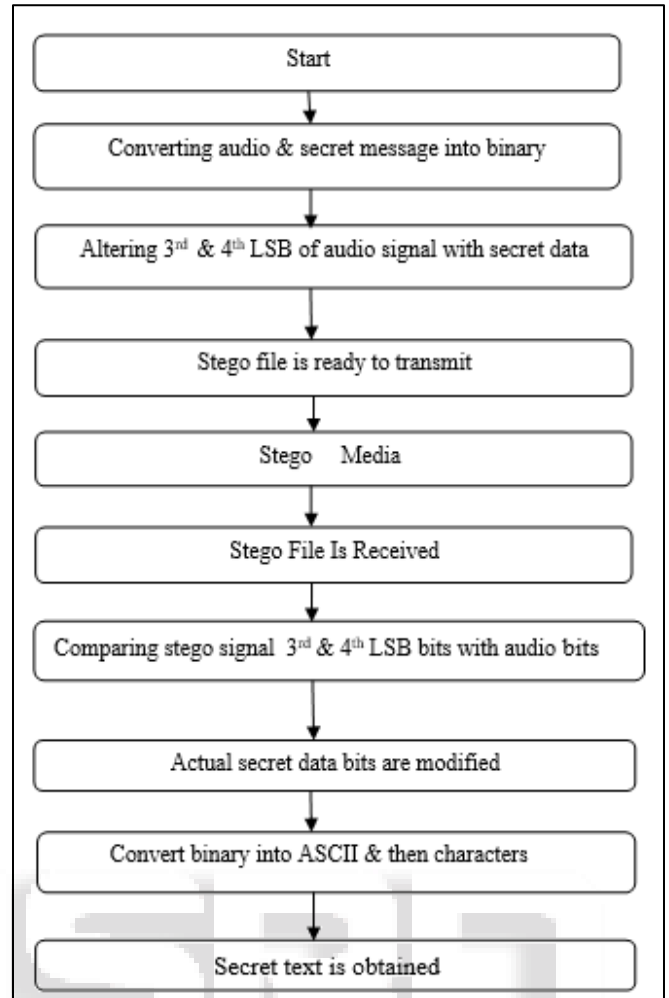 Start
Converting audio & secret message into binary
Altering 3rd & 4th LSB of audio signal with secret data
Stego file is ready to transmit
Stego Media
Stego File Is Received
Comparing stego signal 3rd & 4th LSB bits with audio bits
Actual secret data bits are modified
Convert binary into ASCII & then characters
Secret text is obtained